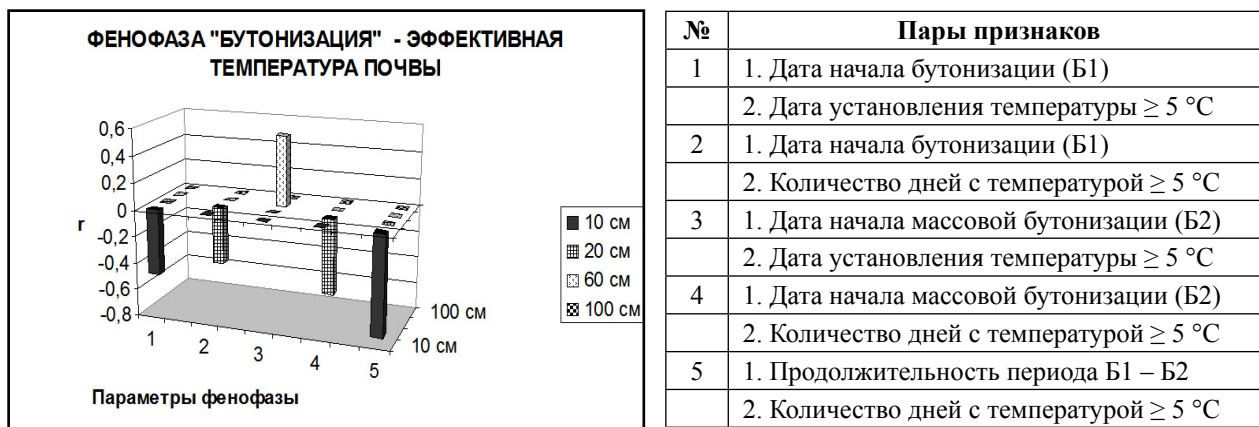 ФЕНОФАЗА "БУТОНИЗАЦИЯ" - ЭФФЕКТИВНАЯ
ТЕМПЕРАТУРА ПОЧВЫ
0,6
0,4
0,2
0
-0,2
-0,4
-0,6
-0,8
r
1
2
3
4
5
100 см
10 см
Параметры фенофазы
10 см
20 см
60 см
100 см
№ Пары признаков
1 1. Дата начала бутонизации (Б1)
2. Дата установления температуры ≥ 5 °C
2 1. Дата начала бутонизации (Б1)
2. Количество дней с температурой ≥ 5 °C
3 1. Дата начала массовой бутонизации (Б2)
2. Дата установления температуры ≥ 5 °C
4 1. Дата начала массовой бутонизации (Б2)
2. Количество дней с температурой ≥ 5 °C
5 1. Продолжительность периода Б1 – Б2
2. Количество дней с температурой ≥ 5 °C